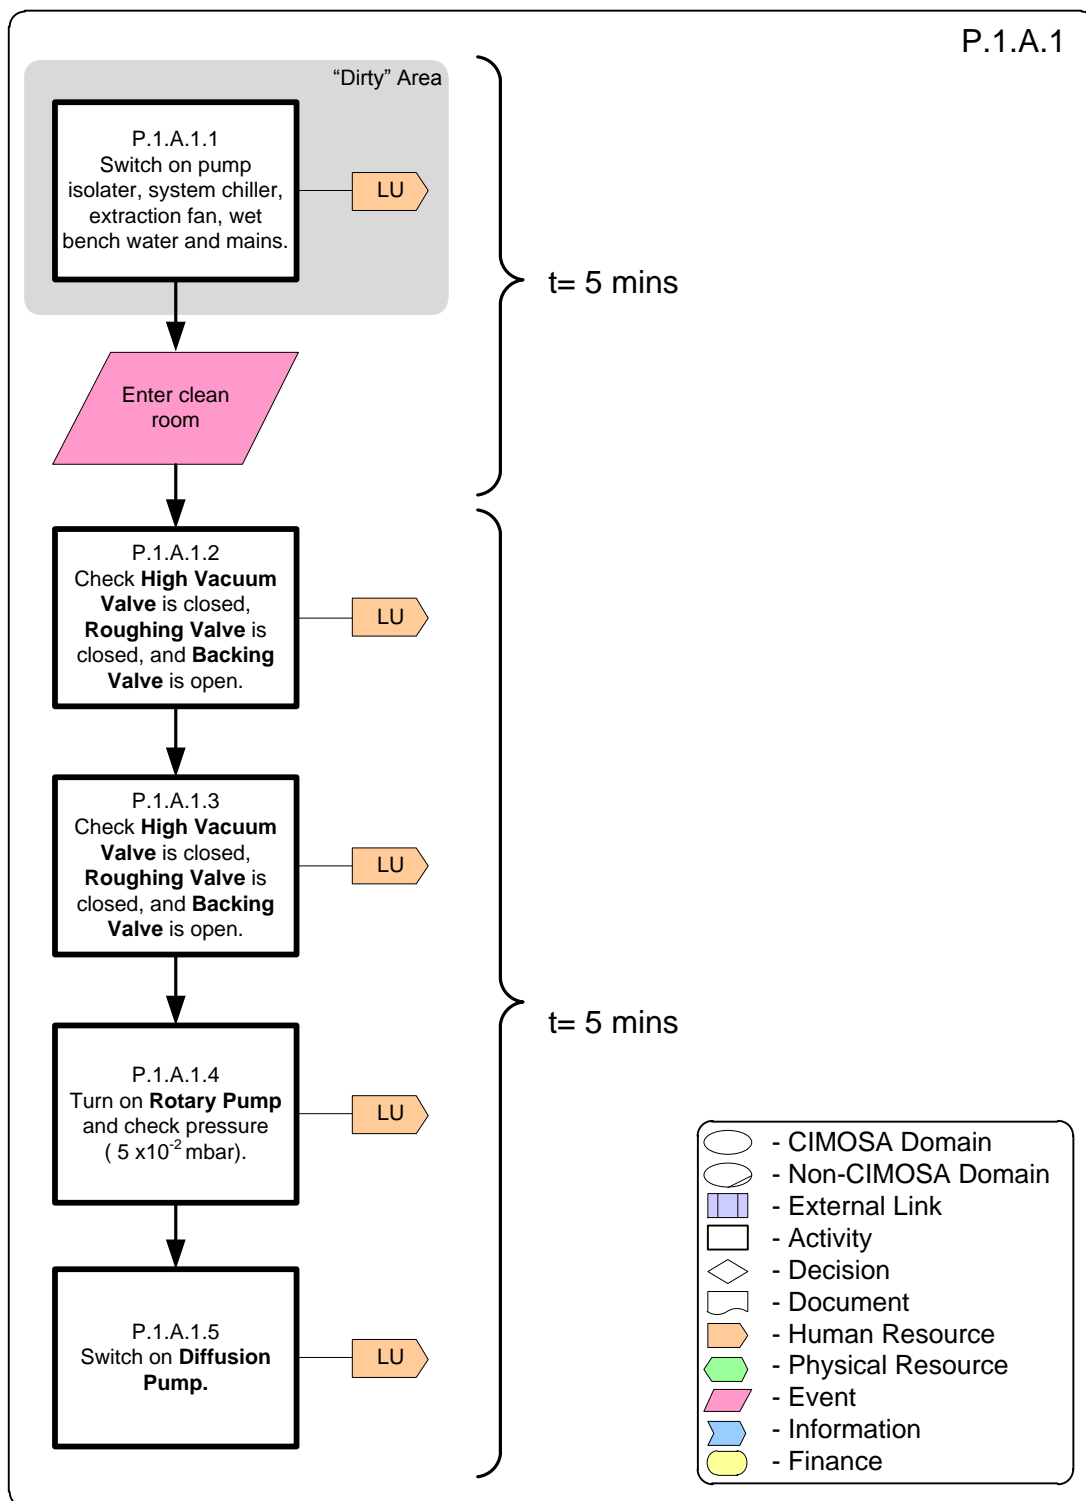 P.1.A.1
“Dirty” Area
P.1.A.1.1
Switch on pump
isolater, system chiller,
extraction fan, wet
bench water and mains.
LU
t= 5 mins
Enter clean
room
P.1.A.1.2
Check High Vacuum
Valve is closed,
Roughing Valve is
closed, and Backing
Valve is open.
LU
P.1.A.1.3
Check High Vacuum
Valve is closed,
Roughing Valve is
closed, and Backing
Valve is open.
LU
t= 5 mins
P.1.A.1.4
Turn on Rotary Pump
and check pressure
( 5 x10⁻² mbar).
LU
P.1.A.1.5
Switch on Diffusion
Pump.
LU
- CIMOSA Domain
- Non-CIMOSA Domain
- External Link
- Activity
- Decision
- Document
- Human Resource
- Physical Resource
- Event
- Information
- Finance